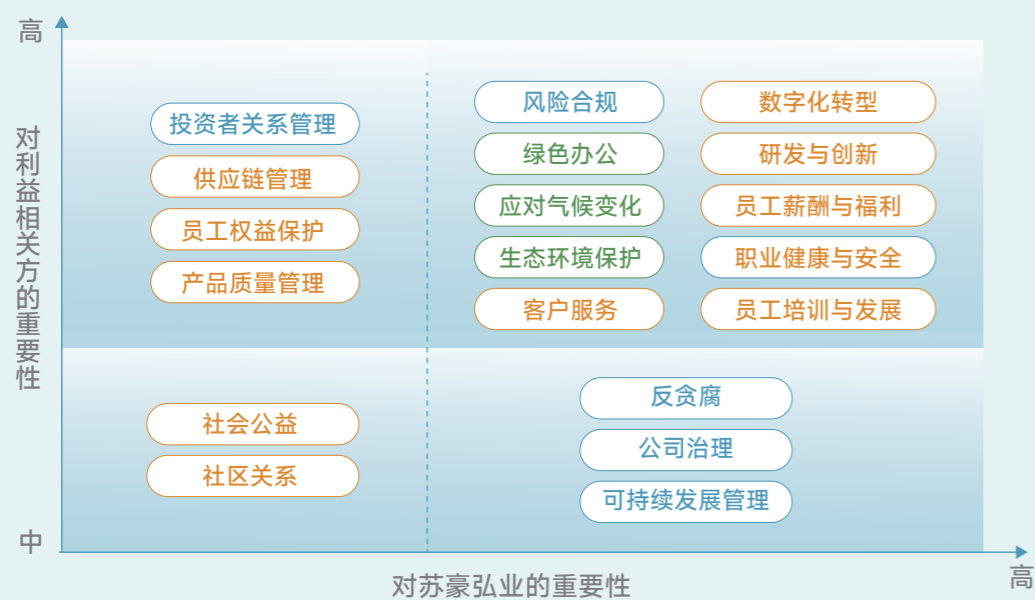 高
对利益相关方的重要性
投资者关系管理
供应链管理
员工权益保护
产品质量管理
风险合规
绿色办公
应对气候变化
生态环境保护
客户服务
数字化转型
研发与创新
员工薪酬与福利
职业健康与安全
员工培训与发展
社会公益
社区关系
反贪腐
公司治理
可持续发展管理
中
对苏豪弘业的重要性
高